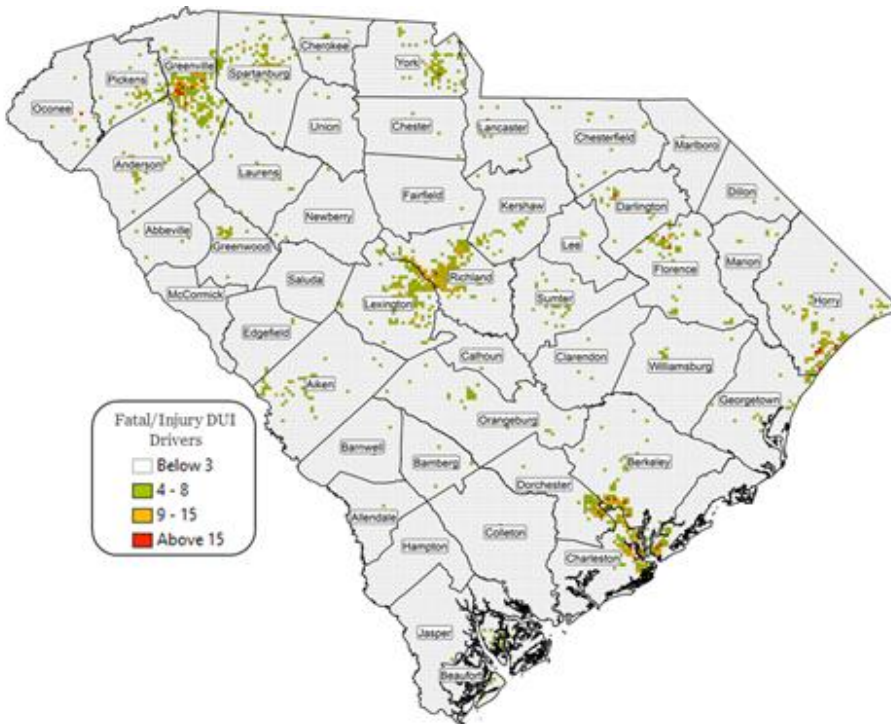 Cherokee
Greenville
York
Spartanburg
Pickens
Oconee
Union
Chester
Lancaster
Chesterfield
Marlboro
Anderson
Laurens
Fairfield
Kershaw
Darlington
Dillon
Newberry
Abbeville
Greenwood
Lee
Marion
Florence
Saluda
Richland
McCormick
Lexington
Sumter
Horry
Edgefield
Calhoun
Clarendon
Williamsburg
Aiken
Georgetown
Orangeburg
Barnwell
Bamberg
Berkeley
Dorchester
Allendale
Colleton
Hampton
Charleston
Jasper
Beaufort
Fatal/Injury DUI
Drivers
Below 3
4 - 8
9 - 15
Above 15